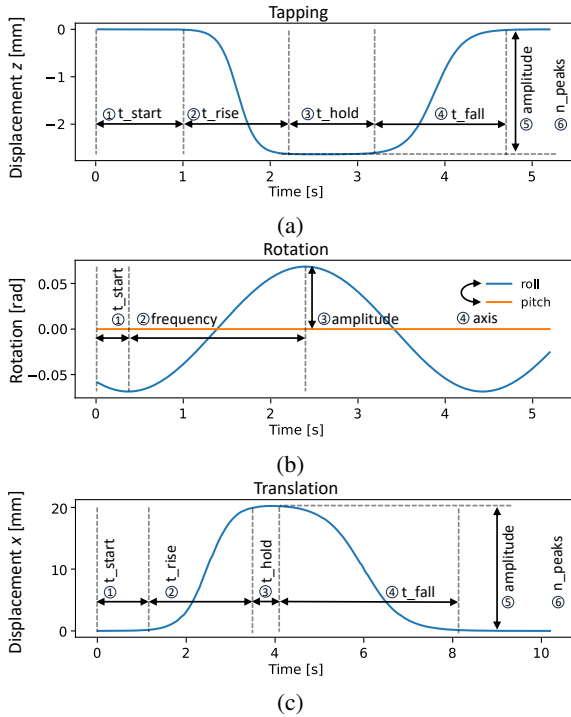 Tapping
Displacement z [mm]
0
−1
−2
① t_start
② t_rise
③ t_hold
④ t_fall
⑤ amplitude
⑥ n_peaks
0 1 2 3 4 5
Time [s]
(a)
Rotation
Rotation [rad]
0.05
0.00
−0.05
① t_start
② frequency
③ amplitude
④ axis
roll
pitch
0 1 2 3 4 5
Time [s]
(b)
Translation
Displacement x [mm]
20
10
0
① t_start
② t_rise
③ t_hold
④ t_fall
⑤ amplitude
⑥ n_peaks
0 2 4 6 8 10
Time [s]
(c)